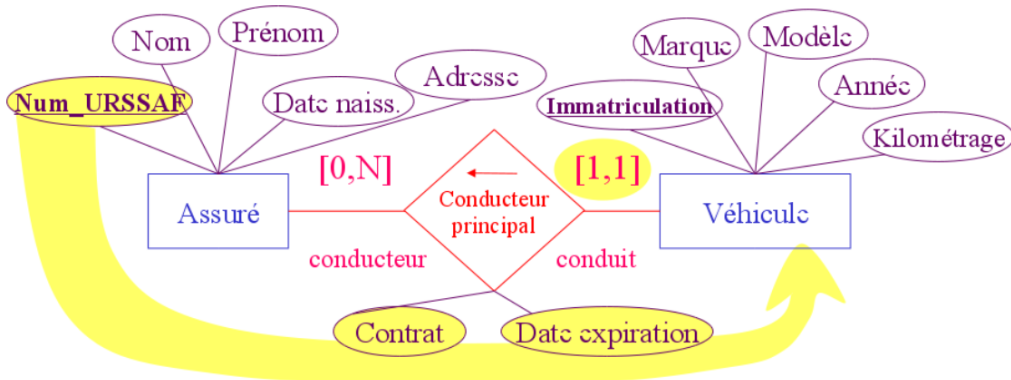 Nom
Prénom
Marque
Modèle
Num_URSSAF
Date naiss.
Adresse
Immatriculation
Année
Kilométrage
[0,N]
[1,1]
Assuré
Conducteur
principal
Véhicule
conducteur
conduit
Contrat
Date expiration